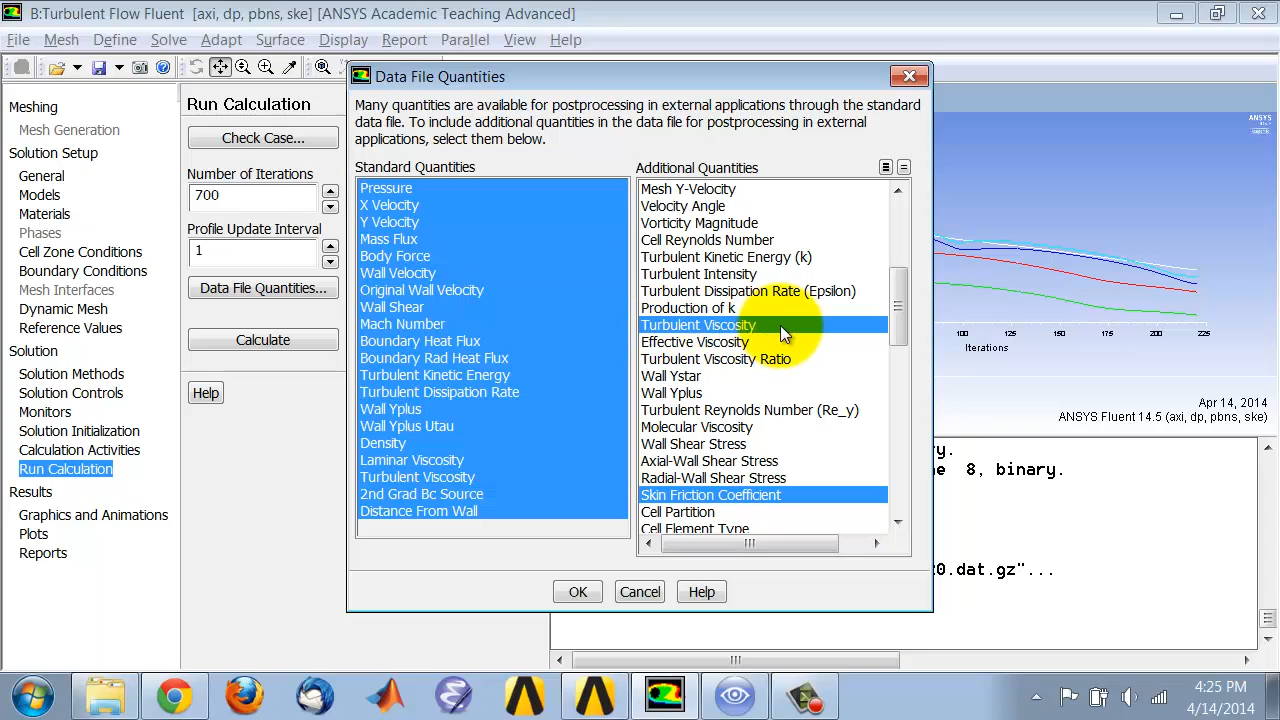 B:Turbulent Flow Fluent [axi, dp, pbns, ske] [ANSYS Academic Teaching Advanced]
File Mesh Define Solve Adapt Surface Display Report Parallel View Help
Meshing
Mesh Generation
Solution Setup
General
Models
Materials
Phases
Cell Zone Conditions
Boundary Conditions
Mesh Interfaces
Dynamic Mesh
Reference Values
Solution
Solution Methods
Solution Controls
Monitors
Solution Initialization
Calculation Activities
Run Calculation
Results
Graphics and Animations
Plots
Reports
Run Calculation
Check Case...
Number of Iterations
700
Profile Update Interval
1
Data File Quantities...
Calculate
Help
Data File Quantities
Many quantities are available for postprocessing in external applications through the standard
data file. To include additional quantities in the data file for postprocessing in external
applications, select them below.
Standard Quantities
Pressure
X Velocity
Y Velocity
Mass Flux
Body Force
Wall Velocity
Original Wall Velocity
Wall Shear
Mach Number
Boundary Heat Flux
Boundary Rad Heat Flux
Turbulent Kinetic Energy
Turbulent Dissipation Rate
Wall Yplus
Wall Yplus Utau
Density
Laminar Viscosity
Turbulent Viscosity
2nd Grad Bc Source
Distance From Wall
Additional Quantities
Mesh Y-Velocity
Velocity Angle
Vorticity Magnitude
Cell Reynolds Number
Turbulent Kinetic Energy (k)
Turbulent Intensity
Turbulent Dissipation Rate (Epsilon)
Production of k
Turbulent Viscosity
Effective Viscosity
Turbulent Viscosity Ratio
Wall Ystar
Wall Yplus
Turbulent Reynolds Number (Re_y)
Molecular Viscosity
Wall Shear Stress
Axial-Wall Shear Stress
Radial-Wall Shear Stress
Skin Friction Coefficient
Cell Partition
Cell Element Type
OK Cancel Help
ANSYS
100 125 150 175 200 225
Iterations
Apr 14, 2014
ANSYS Fluent 14.5 (axi, dp, pbns, ske)
ry.
ne 8, binary.
0.dat.gz"...
4:25 PM
4/14/2014